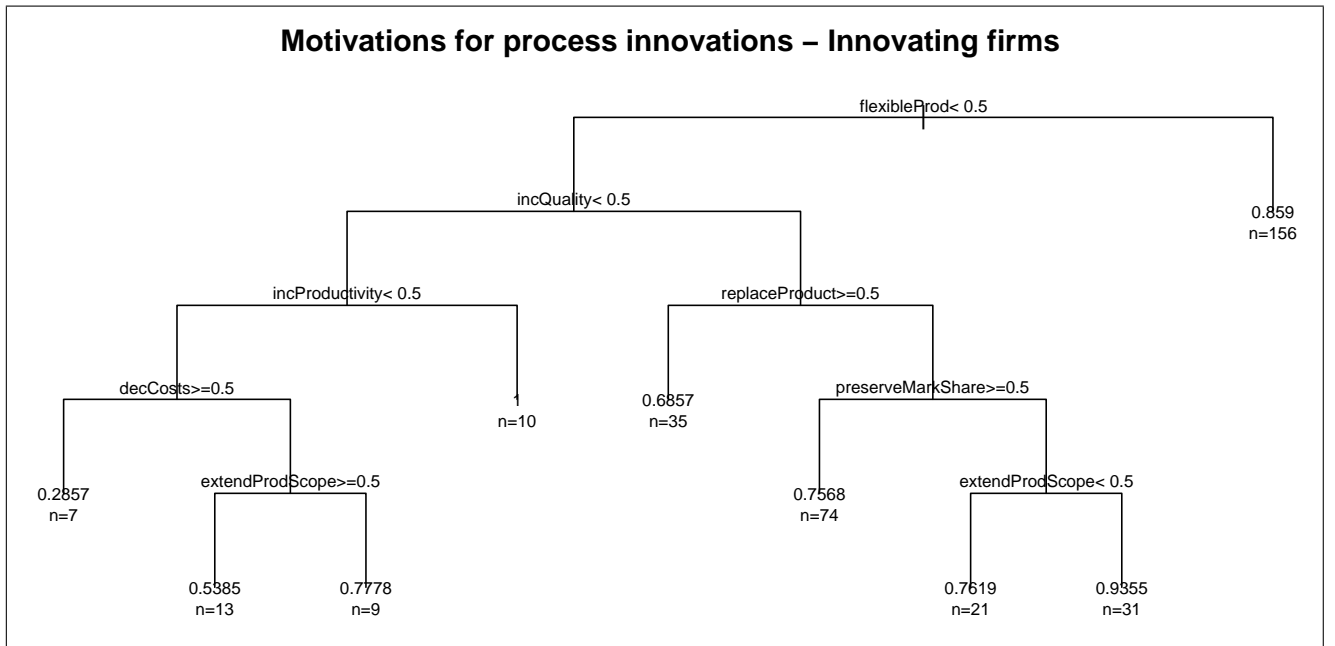 Motivations for process innovations – Innovating firms
flexibleProd< 0.5
incQuality< 0.5
0.859
n=156
incProductivity< 0.5
replaceProduct>=0.5
decCosts>=0.5
1
n=10
0.6857
n=35
preserveMarkShare>=0.5
0.2857
n=7
extendProdScope>=0.5
0.7568
n=74
extendProdScope< 0.5
0.5385
n=13
0.7778
n=9
0.7619
n=21
0.9355
n=31